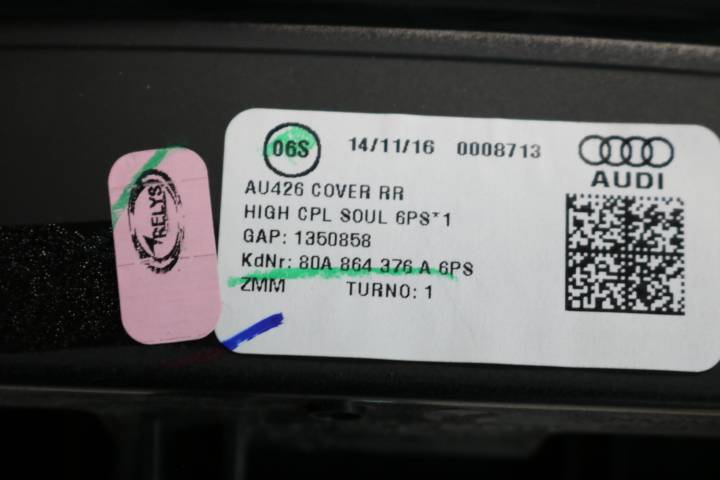 06S 14/11/16 0008713
AUDI
AU426 COVER RR
HIGH CPL SOUL 6PS*1
GAP: 1350858
KdNr: 80A 864 376 A 6PS
ZMM TURNO: 1
RELYS